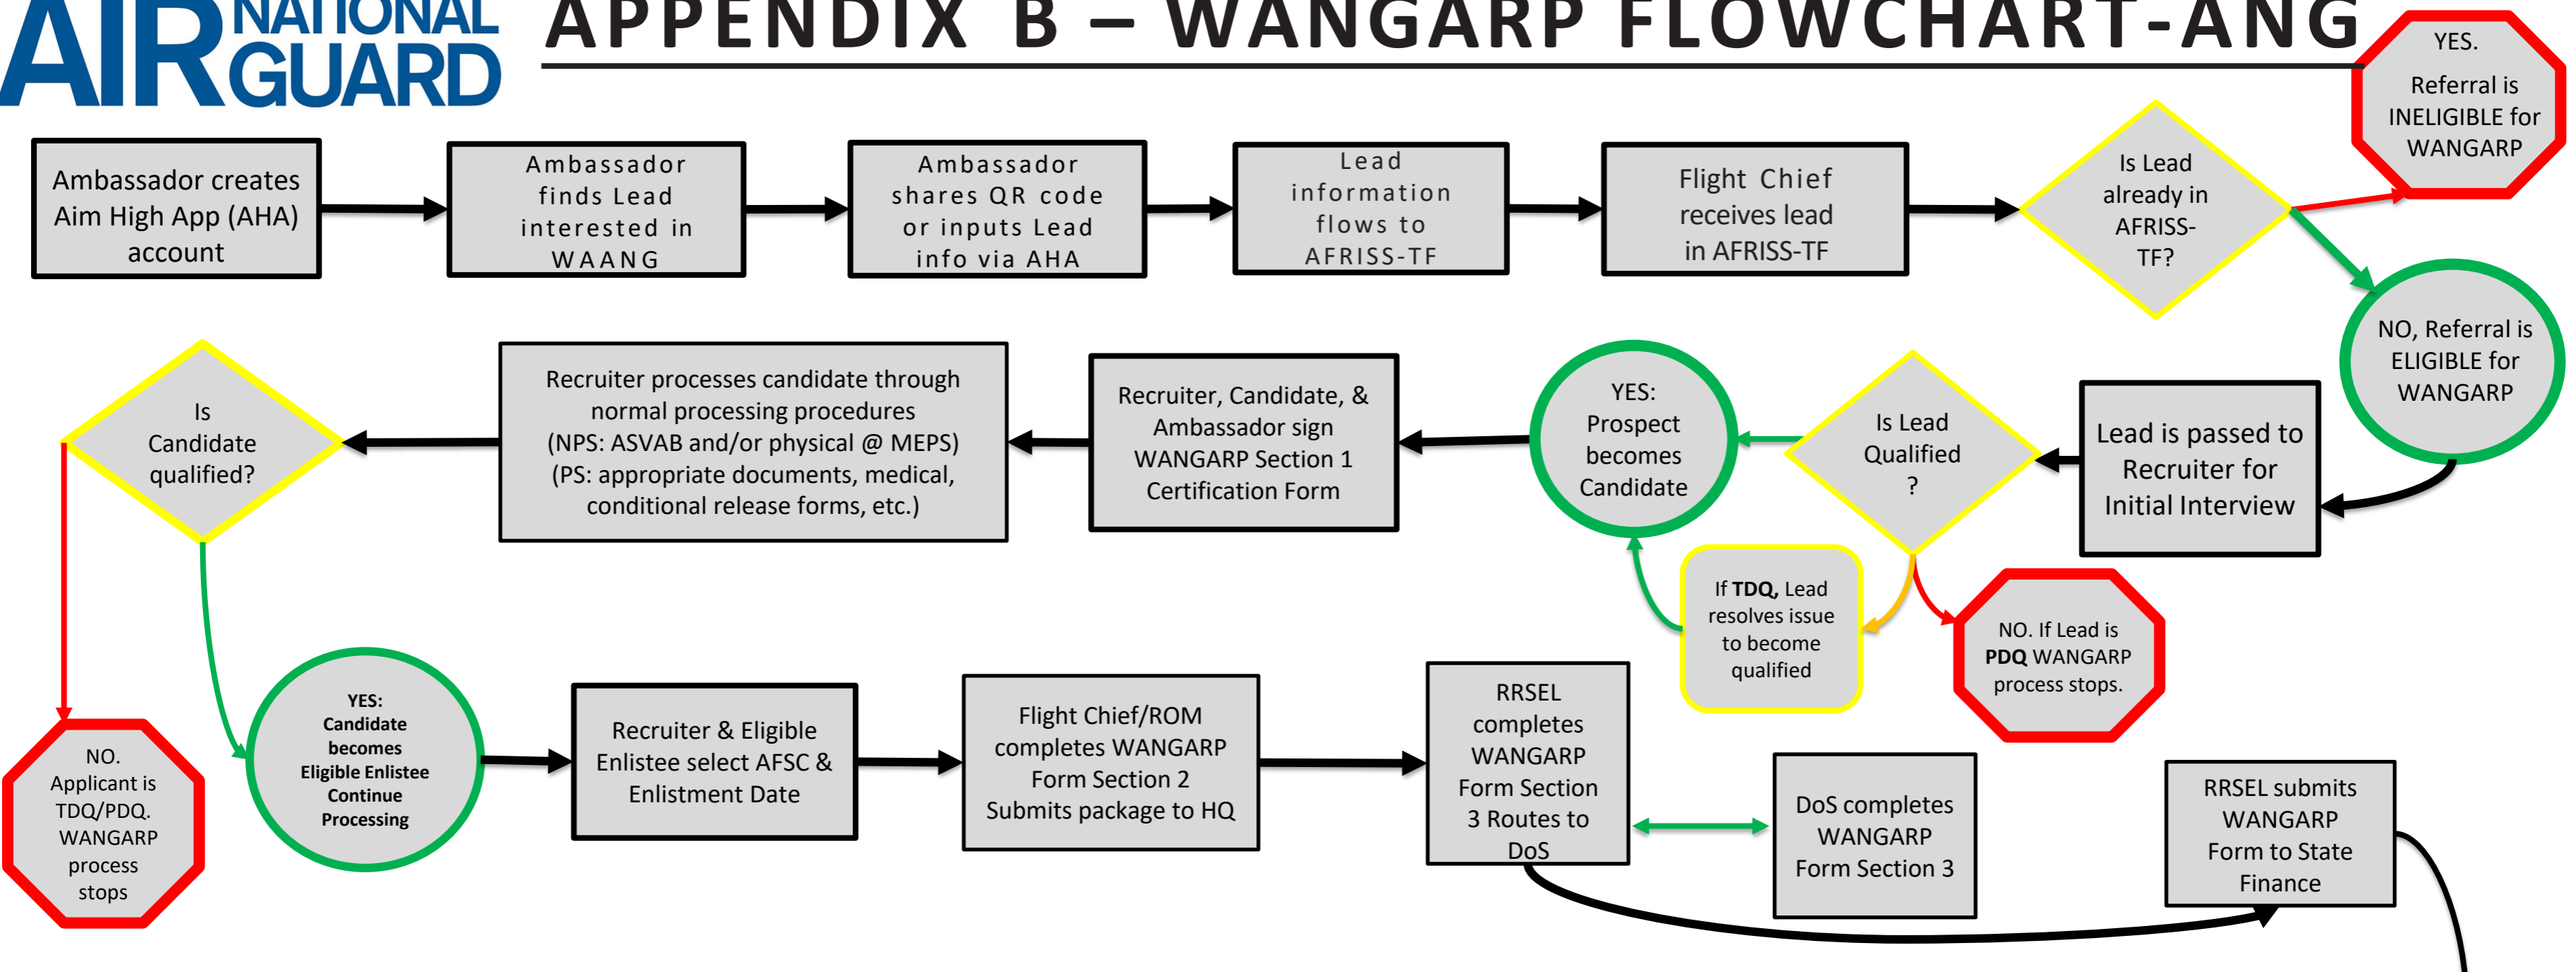 AIR NATIONAL
GUARD
APPENDIX B – WANGARP FLOWCHART-ANG
Ambassador creates
Aim High App (AHA)
account
Ambassador
finds Lead
interested in
WAANG
Ambassador
shares QR code
or inputs Lead
info via AHA
Lead
information
flows to
AFRISS-TF
Flight Chief
receives lead
in AFRISS-TF
Is Lead
already in
AFRISS-
TF?
YES.
Referral is
INELIGIBLE for
WANGARP
NO, Referral is
ELIGIBLE for
WANGARP
Lead is passed to
Recruiter for
Initial Interview
Is Lead
Qualified
?
NO. If Lead is
PDQ WANGARP
process stops.
If TDQ, Lead
resolves issue
to become
qualified
YES:
Prospect
becomes
Candidate
Recruiter, Candidate, &
Ambassador sign
WANGARP Section 1
Certification Form
Recruiter processes candidate through
normal processing procedures
(NPS: ASVAB and/or physical @ MEPS)
(PS: appropriate documents, medical,
conditional release forms, etc.)
Is
Candidate
qualified?
NO.
Applicant is
TDQ/PDQ.
WANGARP
process
stops
YES:
Candidate
becomes
Eligible Enlistee
Continue
Processing
Recruiter & Eligible
Enlistee select AFSC &
Enlistment Date
Flight Chief/ROM
completes WANGARP
Form Section 2
Submits package to HQ
RRSEL
completes
WANGARP
Form Section
3 Routes to
DoS
DoS completes
WANGARP
Form Section 3
RRSEL submits
WANGARP
Form to State
Finance